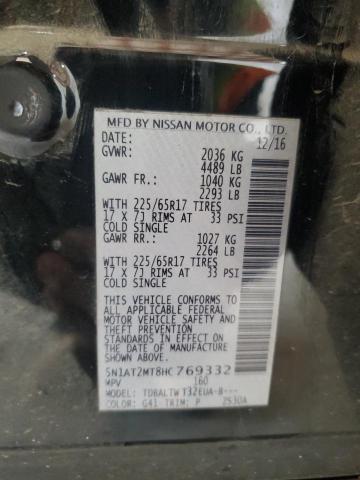 MFD BY NISSAN MOTOR CO., LTD.
DATE: 12/16
GVWR: 2036 KG
4489 LB
GAWR FR.: 1040 KG
2293 LB
WITH 225/65R17 TIRES
17 X 7J RIMS AT 33 PSI
COLD SINGLE
GAWR RR.: 1027 KG
2264 LB
WITH 225/65R17 TIRES
17 X 7J RIMS AT 33 PSI
COLD SINGLE
THIS VEHICLE CONFORMS TO
ALL APPLICABLE FEDERAL
MOTOR VEHICLE SAFETY
AND THEFT PREVENTION
STANDARDS IN EFFECT ON
THE DATE OF MANUFACTURE
SHOWN ABOVE.
5N1AT2MT8HC769332
MPV 160
MODEL: TDBALTW T32EUA-B---
COLOR: G41-TRIM: P 2530A